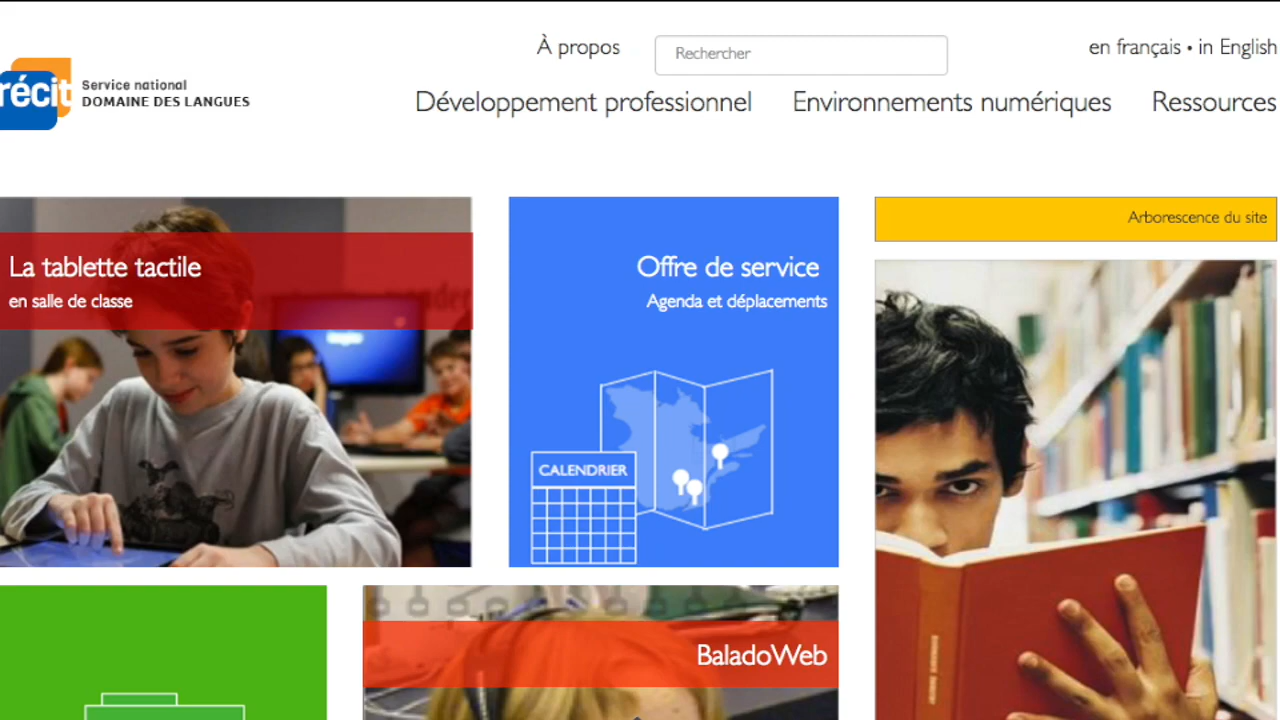 À propos
Rechercher
en français • in English
récit
Service national
DOMAINE DES LANGUES
Développement professionnel
Environnements numériques
Ressources
La tablette tactile
en salle de classe
Offre de service
Agenda et déplacements
Arborescence du site
CALENDRIER
BaladoWeb